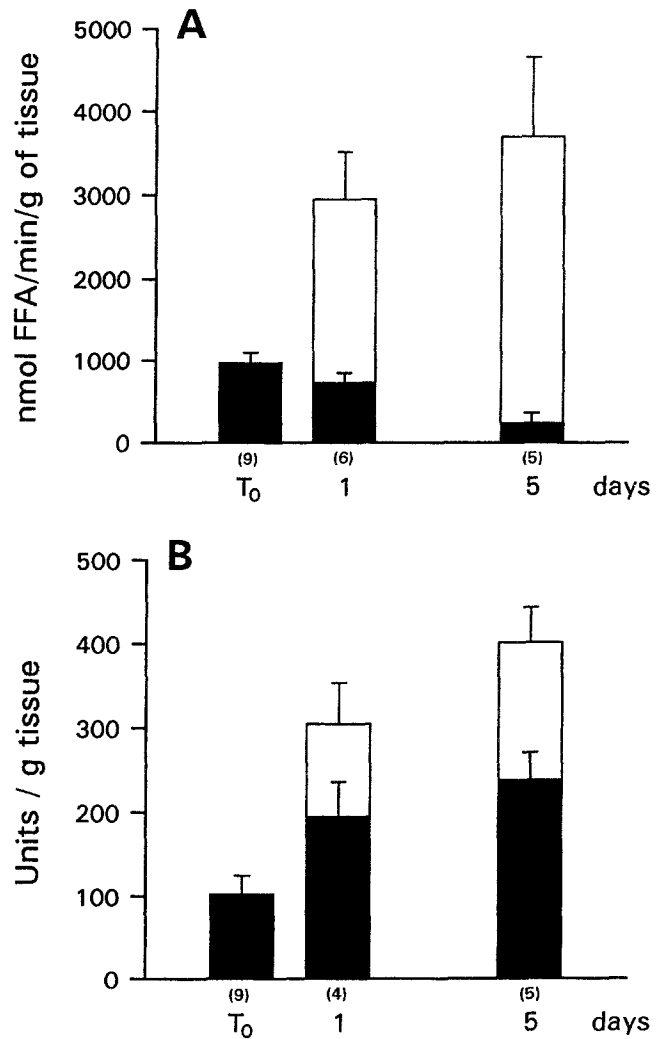 A
nmol FFA/min/g of tissue
5000
4000
3000
2000
1000
0
(9) (6) (5)
T₀ 1 5 days
B
Units / g tissue
500
400
300
200
100
0
(9) (4) (5)
T₀ 1 5 days